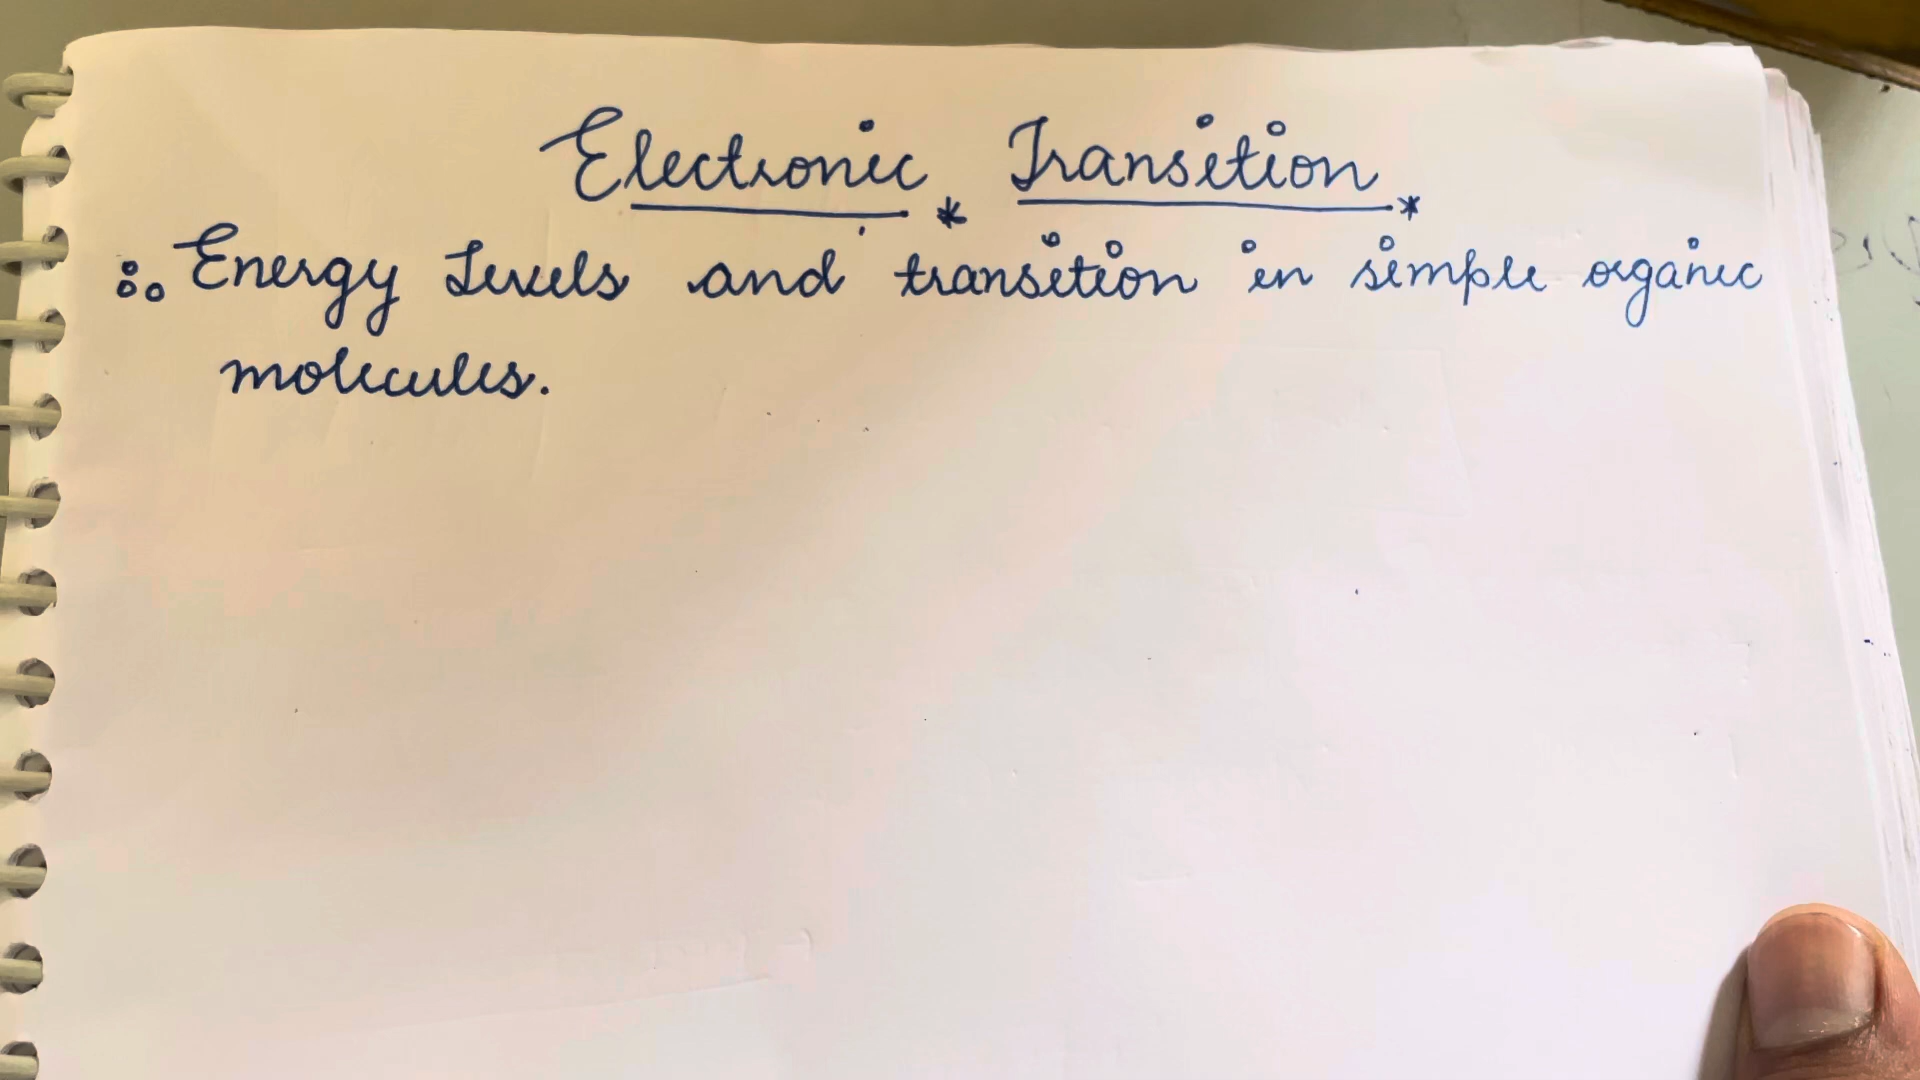 Electronic Transition
Energy Levels and transition in simple organic
molecules.